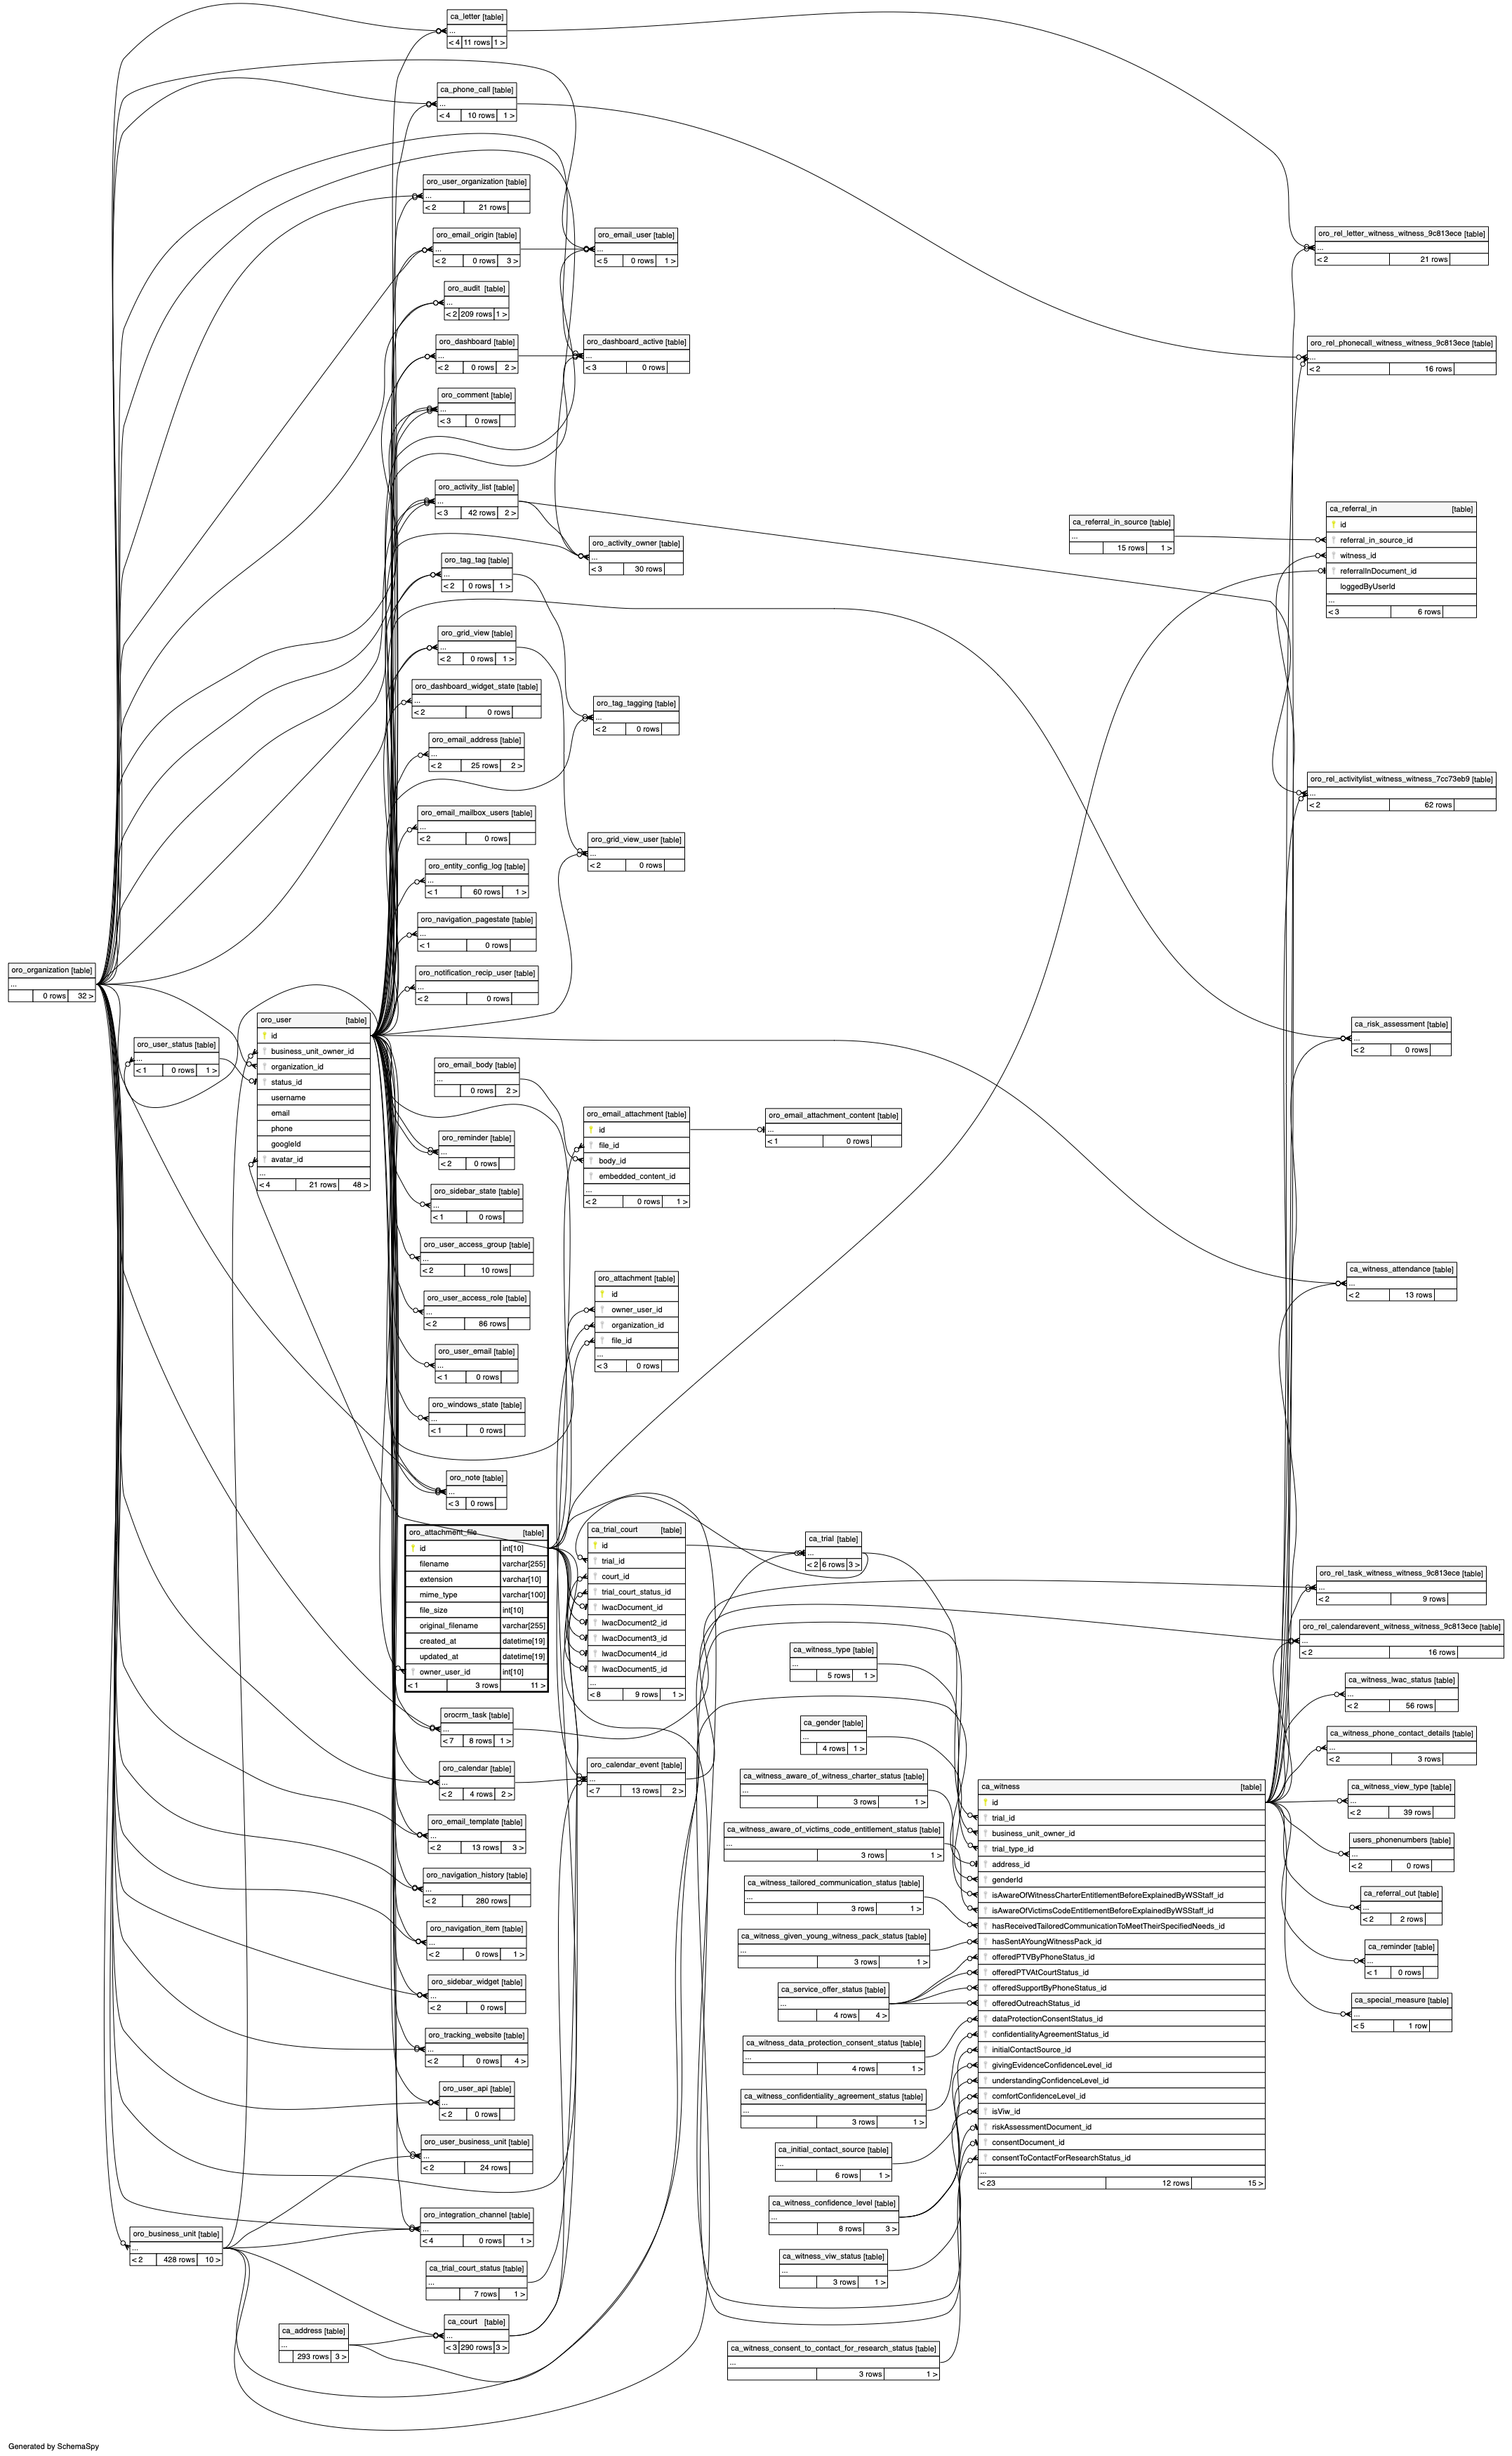 ca_letter [table]
...
< 4 11 rows 1 >
ca_phone_call [table]
...
< 4 10 rows 1 >
oro_user_organization [table]
...
< 2 21 rows
oro_email_origin [table]
...
< 2 0 rows 3 >
oro_email_user [table]
...
< 5 0 rows 1 >
oro_rel_letter_witness_witness_9c813ece [table]
...
< 2 21 rows
oro_audit [table]
...
< 2 209 rows 1 >
oro_dashboard [table]
...
< 2 0 rows 2 >
oro_dashboard_active [table]
...
< 3 0 rows
oro_rel_phonecall_witness_witness_9c813ece [table]
...
< 2 16 rows
oro_comment [table]
...
< 3 0 rows
oro_activity_list [table]
...
< 3 42 rows 2 >
oro_activity_owner [table]
...
< 3 30 rows
ca_referral_in_source [table]
...
15 rows 1 >
ca_referral_in [table]
id
referral_in_source_id
witness_id
referralInDocument_id
loggedByUserId
...
< 3 6 rows
oro_tag_tag [table]
...
< 2 0 rows 1 >
oro_grid_view [table]
...
< 2 0 rows 1 >
oro_dashboard_widget_state [table]
...
< 2 0 rows
oro_tag_tagging [table]
...
< 2 0 rows
oro_email_address [table]
...
< 2 25 rows 2 >
oro_rel_activitylist_witness_witness_7cc73eb9 [table]
...
< 2 62 rows
oro_email_mailbox_users [table]
...
< 2 0 rows
oro_grid_view_user [table]
...
< 2 0 rows
oro_entity_config_log [table]
...
< 1 60 rows 1 >
oro_navigation_pagestate [table]
...
< 1 0 rows
oro_notification_recip_user [table]
...
< 2 0 rows
oro_organization [table]
...
0 rows 32 >
oro_user [table]
id
business_unit_owner_id
organization_id
status_id
username
email
phone
googleId
avatar_id
...
< 4 21 rows 48 >
oro_user_status [table]
...
< 1 0 rows 1 >
ca_risk_assessment [table]
...
< 2 0 rows
oro_email_body [table]
...
0 rows 2 >
oro_email_attachment [table]
id
file_id
body_id
embedded_content_id
...
< 2 0 rows 1 >
oro_email_attachment_content [table]
...
< 1 0 rows
oro_reminder [table]
...
< 2 0 rows
oro_sidebar_state [table]
...
< 1 0 rows
oro_user_access_group [table]
...
< 2 10 rows
oro_attachment [table]
id
owner_user_id
organization_id
file_id
...
< 3 0 rows
ca_witness_attendance [table]
...
< 2 13 rows
oro_user_access_role [table]
...
< 2 86 rows
oro_user_email [table]
...
< 1 0 rows
oro_windows_state [table]
...
< 1 0 rows
oro_note [table]
...
< 3 0 rows
oro_attachment_file [table]
id int[10]
filename varchar[255]
extension varchar[10]
mime_type varchar[100]
file_size int[10]
original_filename varchar[255]
created_at datetime[19]
updated_at datetime[19]
owner_user_id int[10]
< 1 3 rows 11 >
ca_trial_court [table]
id
trial_id
court_id
trial_court_status_id
lwacDocument_id
lwacDocument2_id
lwacDocument3_id
lwacDocument4_id
lwacDocument5_id
...
< 8 9 rows 1 >
ca_trial [table]
...
< 2 6 rows 3 >
oro_rel_task_witness_witness_9c813ece [table]
...
< 2 9 rows
oro_rel_calendarevent_witness_witness_9c813ece [table]
...
< 2 16 rows
ca_witness_type [table]
...
5 rows 1 >
ca_witness_lwac_status [table]
...
< 2 56 rows
orocrm_task [table]
...
< 7 8 rows 1 >
ca_gender [table]
...
4 rows 1 >
ca_witness_phone_contact_details [table]
...
< 2 3 rows
oro_calendar [table]
...
< 2 4 rows 2 >
oro_calendar_event [table]
...
< 7 13 rows 2 >
ca_witness_aware_of_witness_charter_status [table]
...
3 rows 1 >
ca_witness [table]
id
trial_id
business_unit_owner_id
trial_type_id
address_id
genderId
isAwareOfWitnessCharterEntitlementBeforeExplainedByWSStaff_id
isAwareOfVictimsCodeEntitlementBeforeExplainedByWSStaff_id
hasReceivedTailoredCommunicationToMeetTheirSpecifiedNeeds_id
hasSentAYoungWitnessPack_id
offeredPTVByPhoneStatus_id
offeredPTVAtCourtStatus_id
offeredSupportByPhoneStatus_id
offeredOutreachStatus_id
dataProtectionConsentStatus_id
confidentialityAgreementStatus_id
initialContactSource_id
givingEvidenceConfidenceLevel_id
understandingConfidenceLevel_id
comfortConfidenceLevel_id
isViw_id
riskAssessmentDocument_id
consentDocument_id
consentToContactForResearchStatus_id
...
< 23 12 rows 15 >
ca_witness_view_type [table]
...
< 2 39 rows
oro_email_template [table]
...
< 2 13 rows 3 >
ca_witness_aware_of_victims_code_entitlement_status [table]
...
3 rows 1 >
users_phonenumbers [table]
...
< 2 0 rows
oro_navigation_history [table]
...
< 2 280 rows
ca_witness_tailored_communication_status [table]
...
3 rows 1 >
ca_referral_out [table]
...
< 2 2 rows
oro_navigation_item [table]
...
< 2 0 rows 1 >
ca_witness_given_young_witness_pack_status [table]
...
3 rows 1 >
ca_reminder [table]
...
< 1 0 rows
oro_sidebar_widget [table]
...
< 2 0 rows
ca_service_offer_status [table]
...
4 rows 4 >
ca_special_measure [table]
...
< 5 1 row
oro_tracking_website [table]
...
< 2 0 rows 4 >
ca_witness_data_protection_consent_status [table]
...
4 rows 1 >
oro_user_api [table]
...
< 2 0 rows
ca_witness_confidentiality_agreement_status [table]
...
3 rows 1 >
oro_user_business_unit [table]
...
< 2 24 rows
ca_initial_contact_source [table]
...
6 rows 1 >
oro_integration_channel [table]
...
< 4 0 rows 1 >
ca_witness_confidence_level [table]
...
8 rows 3 >
oro_business_unit [table]
...
< 2 428 rows 10 >
ca_trial_court_status [table]
...
7 rows 1 >
ca_witness_viw_status [table]
...
3 rows 1 >
ca_court [table]
...
< 3 290 rows 3 >
ca_address [table]
...
293 rows 3 >
ca_witness_consent_to_contact_for_research_status [table]
...
3 rows 1 >
Generated by SchemaSpy